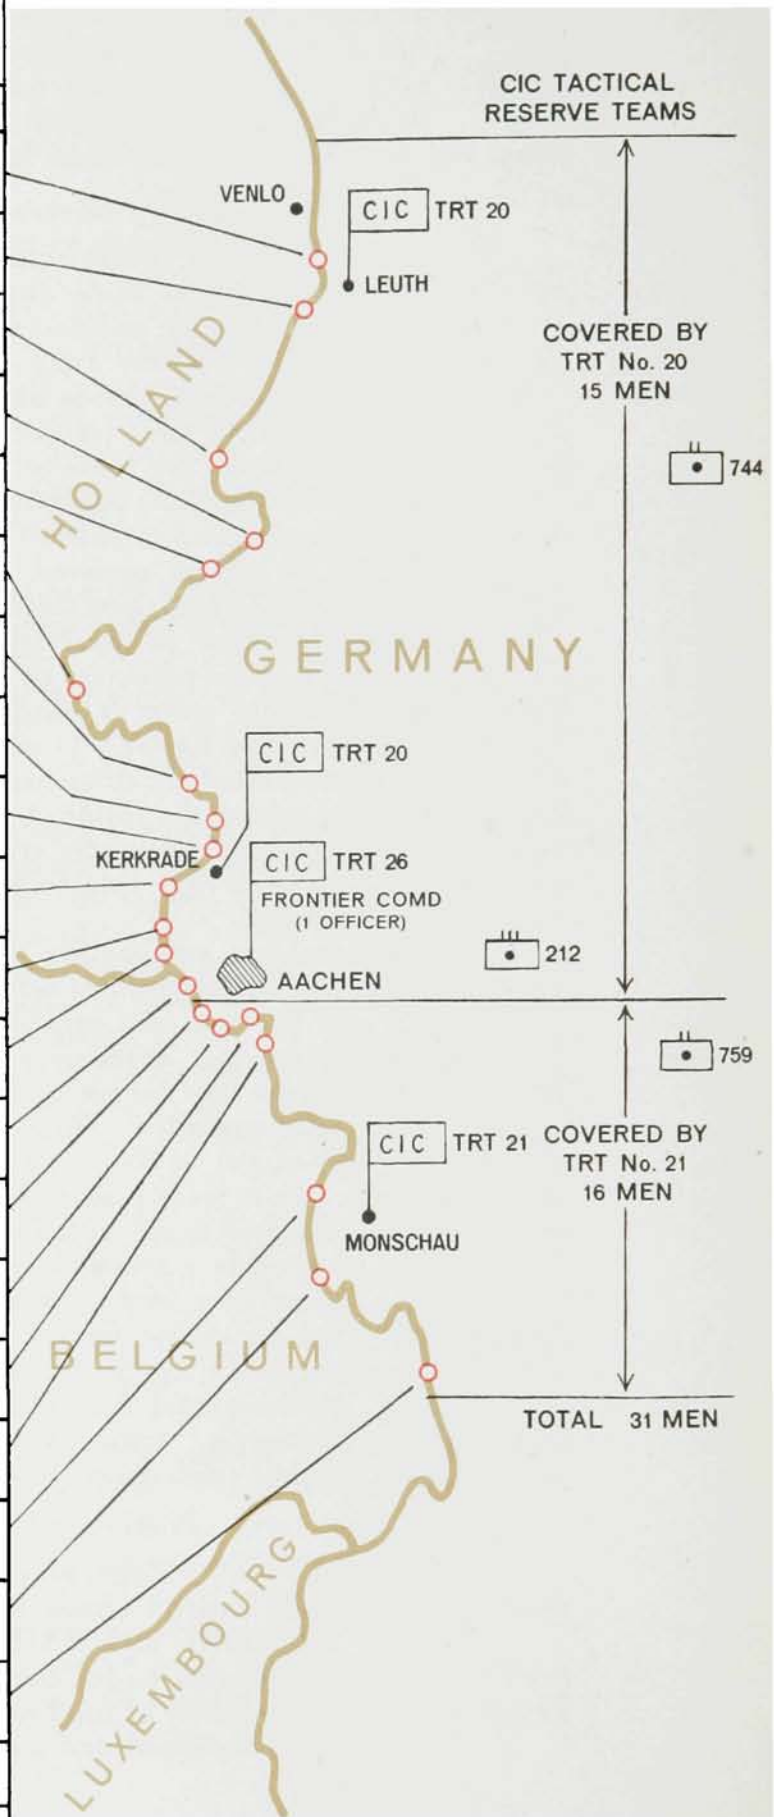 CIC TACTICAL
RESERVE TEAMS
VENLO
CIC TRT 20
LEUTH
HOLLAND
COVERED BY
TRT No. 20
15 MEN
744
GERMANY
CIC TRT 20
KERKRADE
CIC TRT 26
FRONTIER COMD
(1 OFFICER)
212
AACHEN
759
CIC TRT 21
COVERED BY
TRT No. 21
16 MEN
MONSCHAU
BELGIUM
TOTAL 31 MEN
LUXEMBOURG